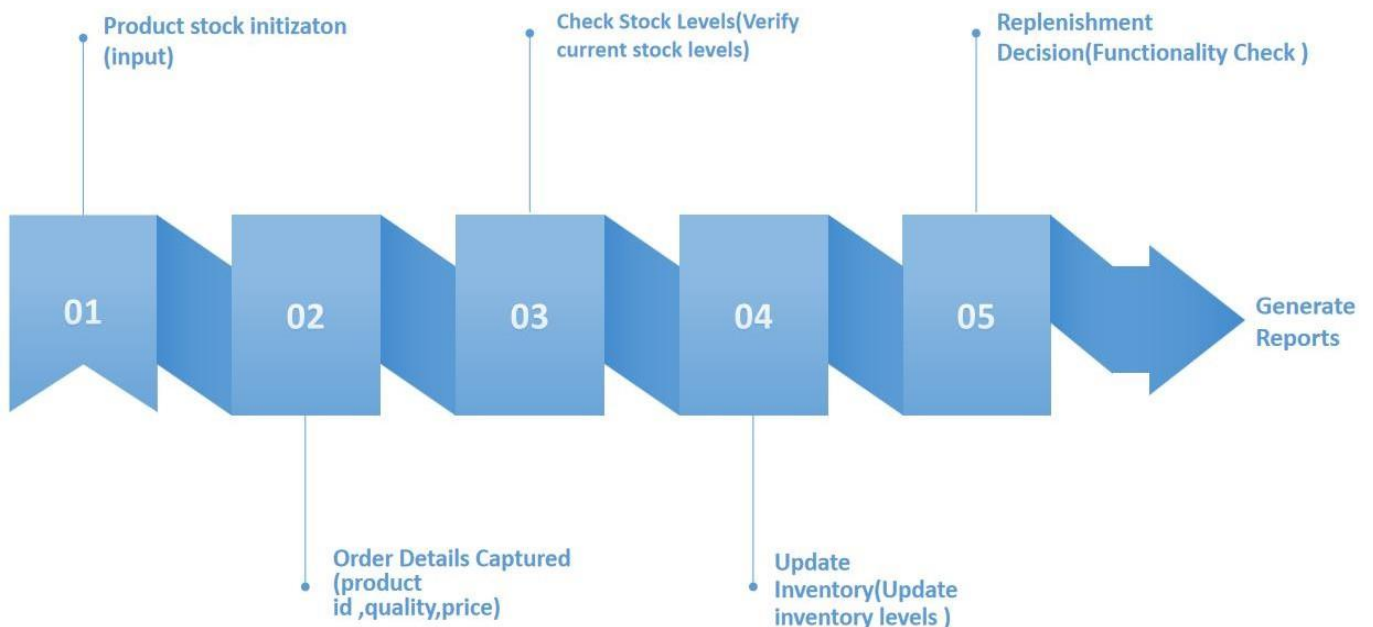 Product stock initizaton
(input)
Check Stock Levels(Verify
current stock levels)
Replenishment
Decision(Functionality Check )
01
02
03
04
05
Generate
Reports
Order Details Captured
(product
id ,quality,price)
Update
Inventory(Update
inventory levels )